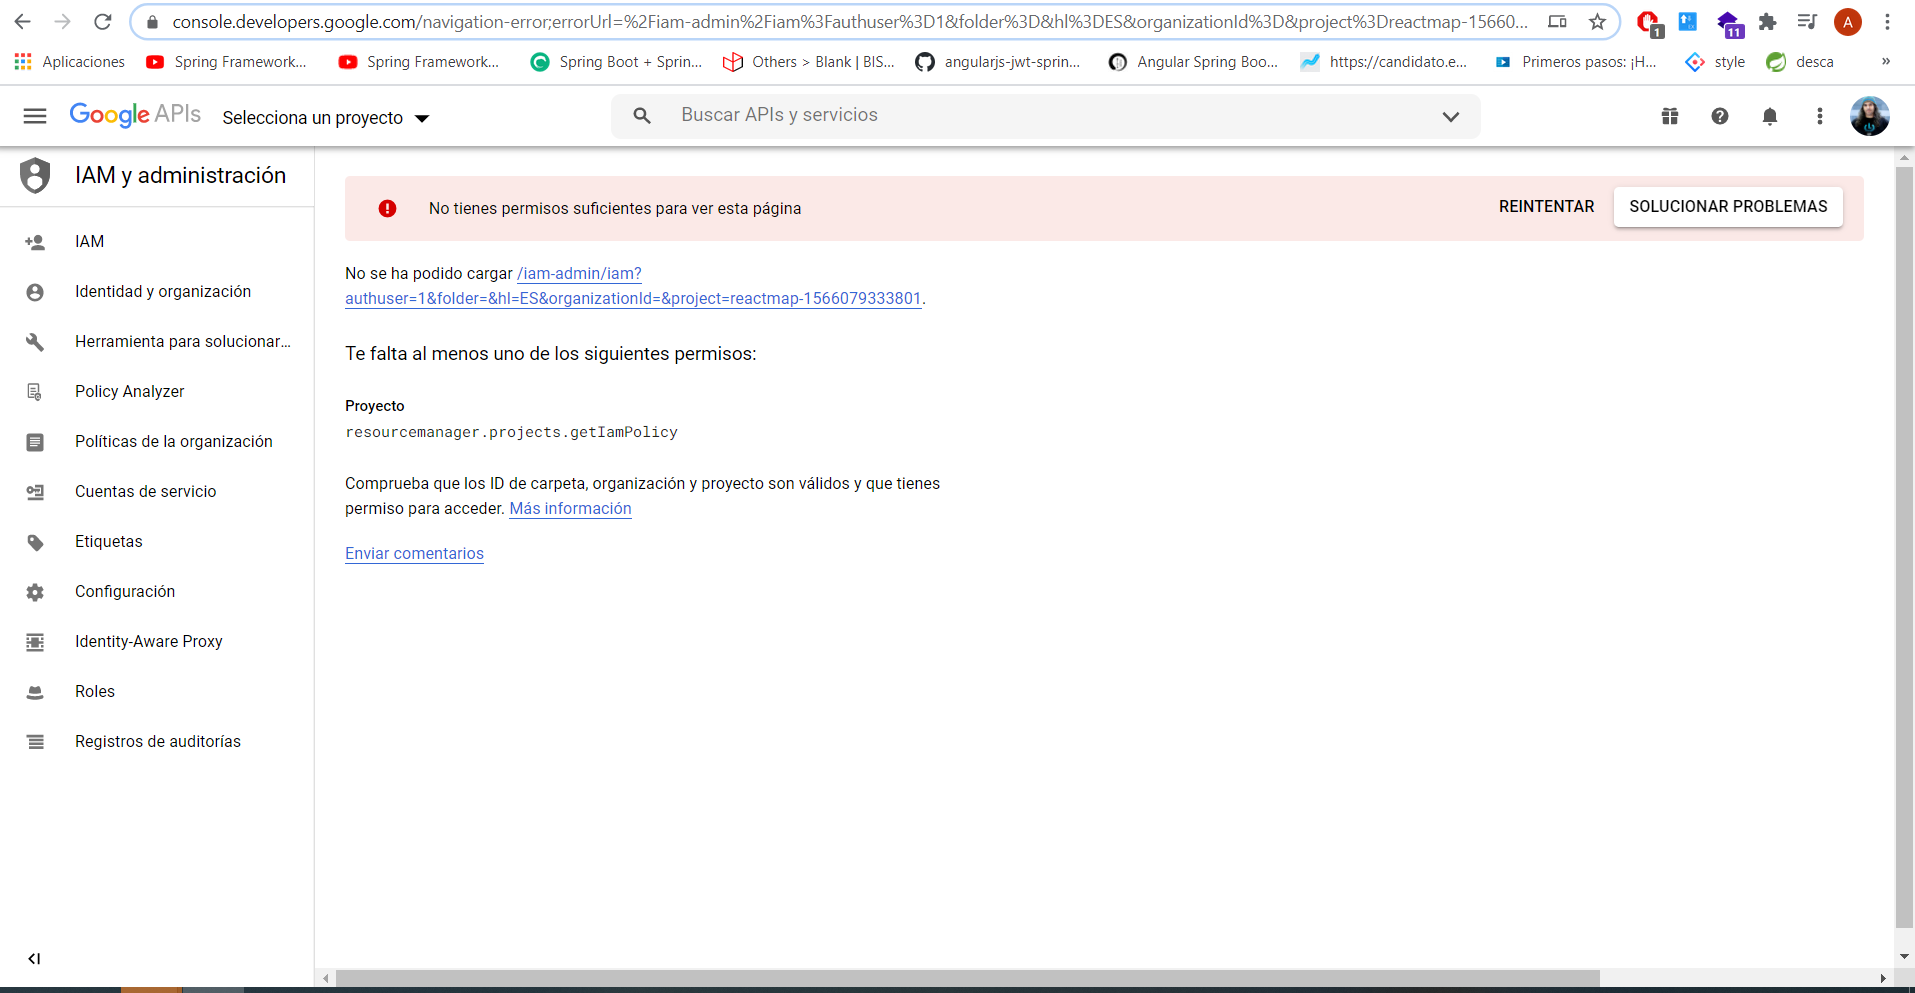 console.developers.google.com/navigation-error;errorUrl=%2Fiam-admin%2Fiam%3Fauthuser%3D1&folder%3D&hl%3DES&organizationId%3D&project%3Dreactmap-15660...
1
11
A
Aplicaciones
Spring Framework...
Spring Framework...
Spring Boot + Sprin...
Others > Blank | BIS...
angularjs-jwt-sprin...
Angular Spring Boo...
https://candidato.e...
Primeros pasos: ¡H...
style
desca
»
Google APIs
Selecciona un proyecto
Buscar APIs y servicios
IAM y administración
IAM
Identidad y organización
Herramienta para solucionar...
Policy Analyzer
Políticas de la organización
Cuentas de servicio
Etiquetas
Configuración
Identity-Aware Proxy
Roles
Registros de auditorías
No tienes permisos suficientes para ver esta página
REINTENTAR
SOLUCIONAR PROBLEMAS
No se ha podido cargar /iam-admin/iam?
authuser=1&folder=&hl=ES&organizationId=&project=reactmap-1566079333801.
Te falta al menos uno de los siguientes permisos:
Proyecto
resourcemanager.projects.getIamPolicy
Comprueba que los ID de carpeta, organización y proyecto son válidos y que tienes
permiso para acceder. Más información
Enviar comentarios